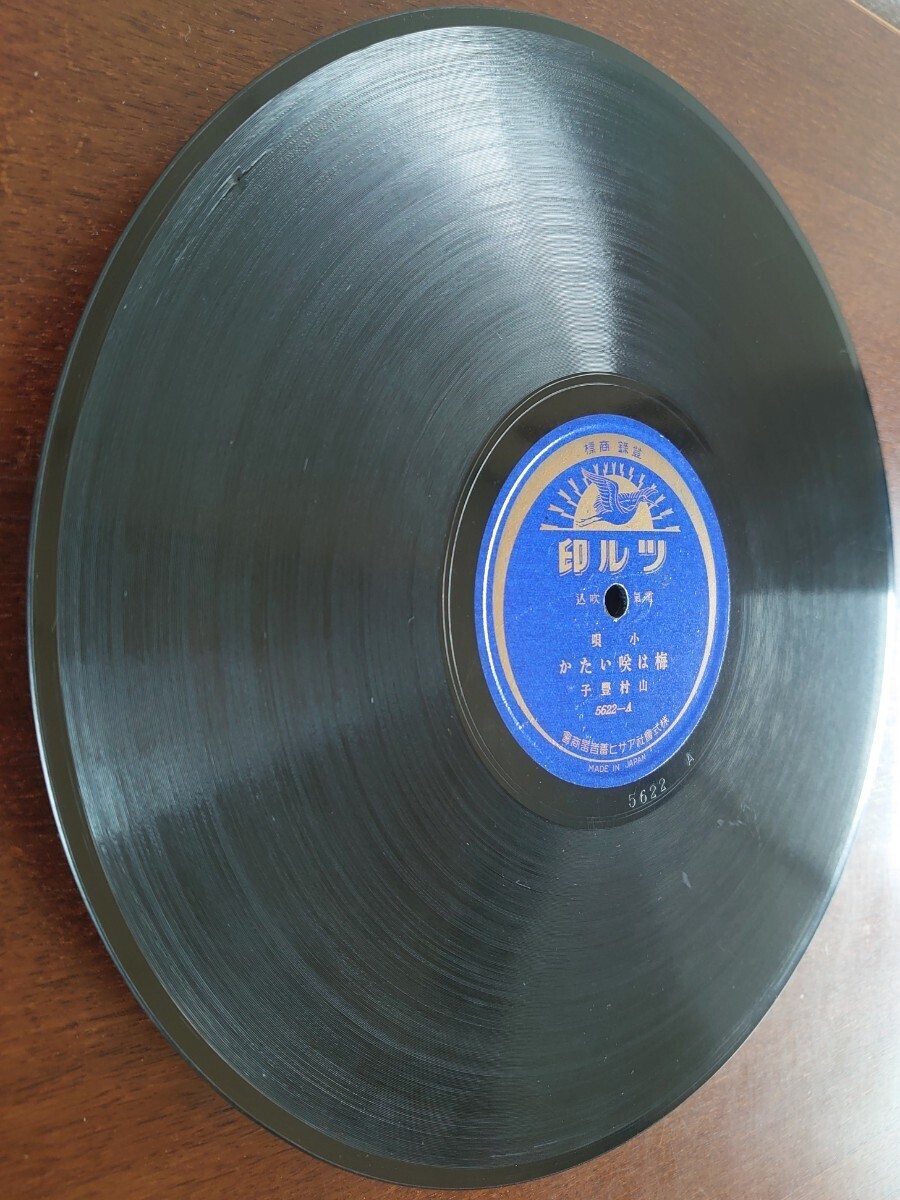 標商録登
印ルツ
込吹氣電
唄小
かたい咲は梅
子豊村山
5622—A
會商器音蓄ヒサア社會式株
MADE IN JAPAN
5622 A